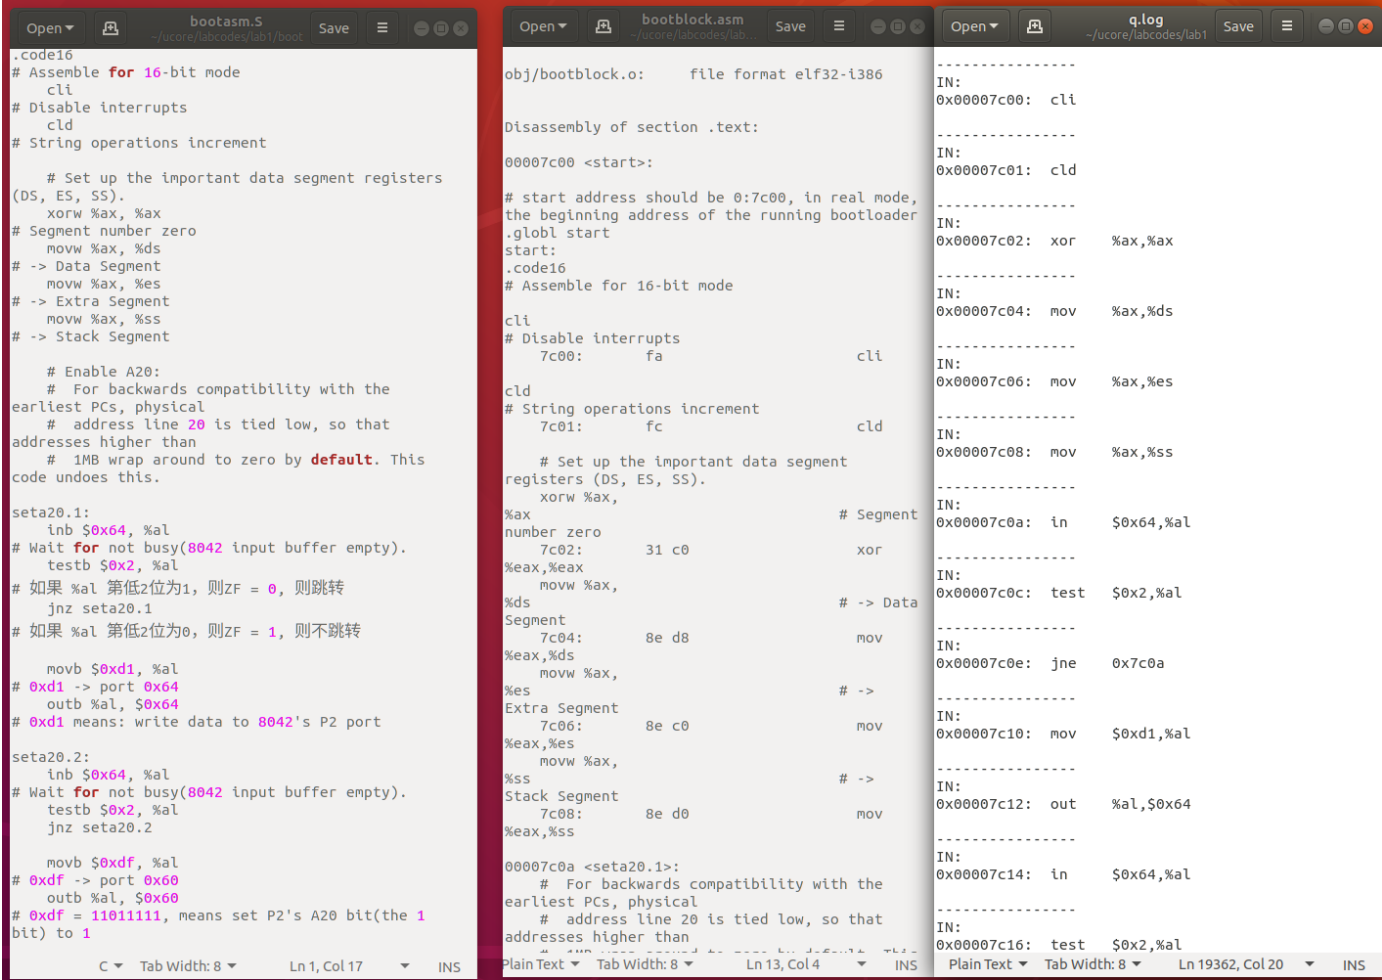 Open
bootasm.S
~/ucore/labcodes/lab1/boot
Save
.code16
# Assemble for 16-bit mode
    cli
# Disable interrupts
    cld
# String operations increment
    # Set up the important data segment registers
(DS, ES, SS).
    xorw %ax, %ax
# Segment number zero
    movw %ax, %ds
# -> Data Segment
    movw %ax, %es
# -> Extra Segment
    movw %ax, %ss
# -> Stack Segment
    # Enable A20:
    #  For backwards compatibility with the
earliest PCs, physical
    #  address line 20 is tied low, so that
addresses higher than
    #  1MB wrap around to zero by default. This
code undoes this.
seta20.1:
    inb $0x64, %al
# Wait for not busy(8042 input buffer empty).
    testb $0x2, %al
# 如果 %al 第低2位为1，则ZF = 0, 则跳转
    jnz seta20.1
# 如果 %al 第低2位为0，则ZF = 1, 则不跳转
    movb $0xd1, %al
# 0xd1 -> port 0x64
    outb %al, $0x64
# 0xd1 means: write data to 8042's P2 port
seta20.2:
    inb $0x64, %al
# Wait for not busy(8042 input buffer empty).
    testb $0x2, %al
    jnz seta20.2
    movb $0xdf, %al
# 0xdf -> port 0x60
    outb %al, $0x60
# 0xdf = 11011111, means set P2's A20 bit(the 1
bit) to 1
C
Tab Width: 8
Ln 1, Col 17
INS
Open
bootblock.asm
~/ucore/labcodes/lab...
Save
obj/bootblock.o:     file format elf32-i386
Disassembly of section .text:
00007c00 <start>:
# start address should be 0:7c00, in real mode,
the beginning address of the running bootloader
.globl start
start:
.code16
# Assemble for 16-bit mode
cli
# Disable interrupts
    7c00:       fa                      cli
cld
# String operations increment
    7c01:       fc                      cld
    # Set up the important data segment
registers (DS, ES, SS).
    xorw %ax,
%ax                                   # Segment
number zero
    7c02:       31 c0                   xor
%eax,%eax
    movw %ax,
%ds                                   # -> Data
Segment
    7c04:       8e d8                   mov
%eax,%ds
    movw %ax,
%es                                   # ->
Extra Segment
    7c06:       8e c0                   mov
%eax,%es
    movw %ax,
%ss                                   # ->
Stack Segment
    7c08:       8e d0                   mov
%eax,%ss
00007c0a <seta20.1>:
    #  For backwards compatibility with the
earliest PCs, physical
    #  address line 20 is tied low, so that
addresses higher than
    #  1MB wrap around to zero by default. This
Plain Text
Tab Width: 8
Ln 13, Col 4
INS
Open
q.log
~/ucore/labcodes/lab1
Save
----------------
IN:
0x00007c00:  cli
----------------
IN:
0x00007c01:  cld
----------------
IN:
0x00007c02:  xor    %ax,%ax
----------------
IN:
0x00007c04:  mov    %ax,%ds
----------------
IN:
0x00007c06:  mov    %ax,%es
----------------
IN:
0x00007c08:  mov    %ax,%ss
----------------
IN:
0x00007c0a:  in     $0x64,%al
----------------
IN:
0x00007c0c:  test   $0x2,%al
----------------
IN:
0x00007c0e:  jne    0x7c0a
----------------
IN:
0x00007c10:  mov    $0xd1,%al
----------------
IN:
0x00007c12:  out    %al,$0x64
----------------
IN:
0x00007c14:  in     $0x64,%al
----------------
IN:
0x00007c16:  test   $0x2,%al
Plain Text
Tab Width: 8
Ln 19362, Col 20
INS